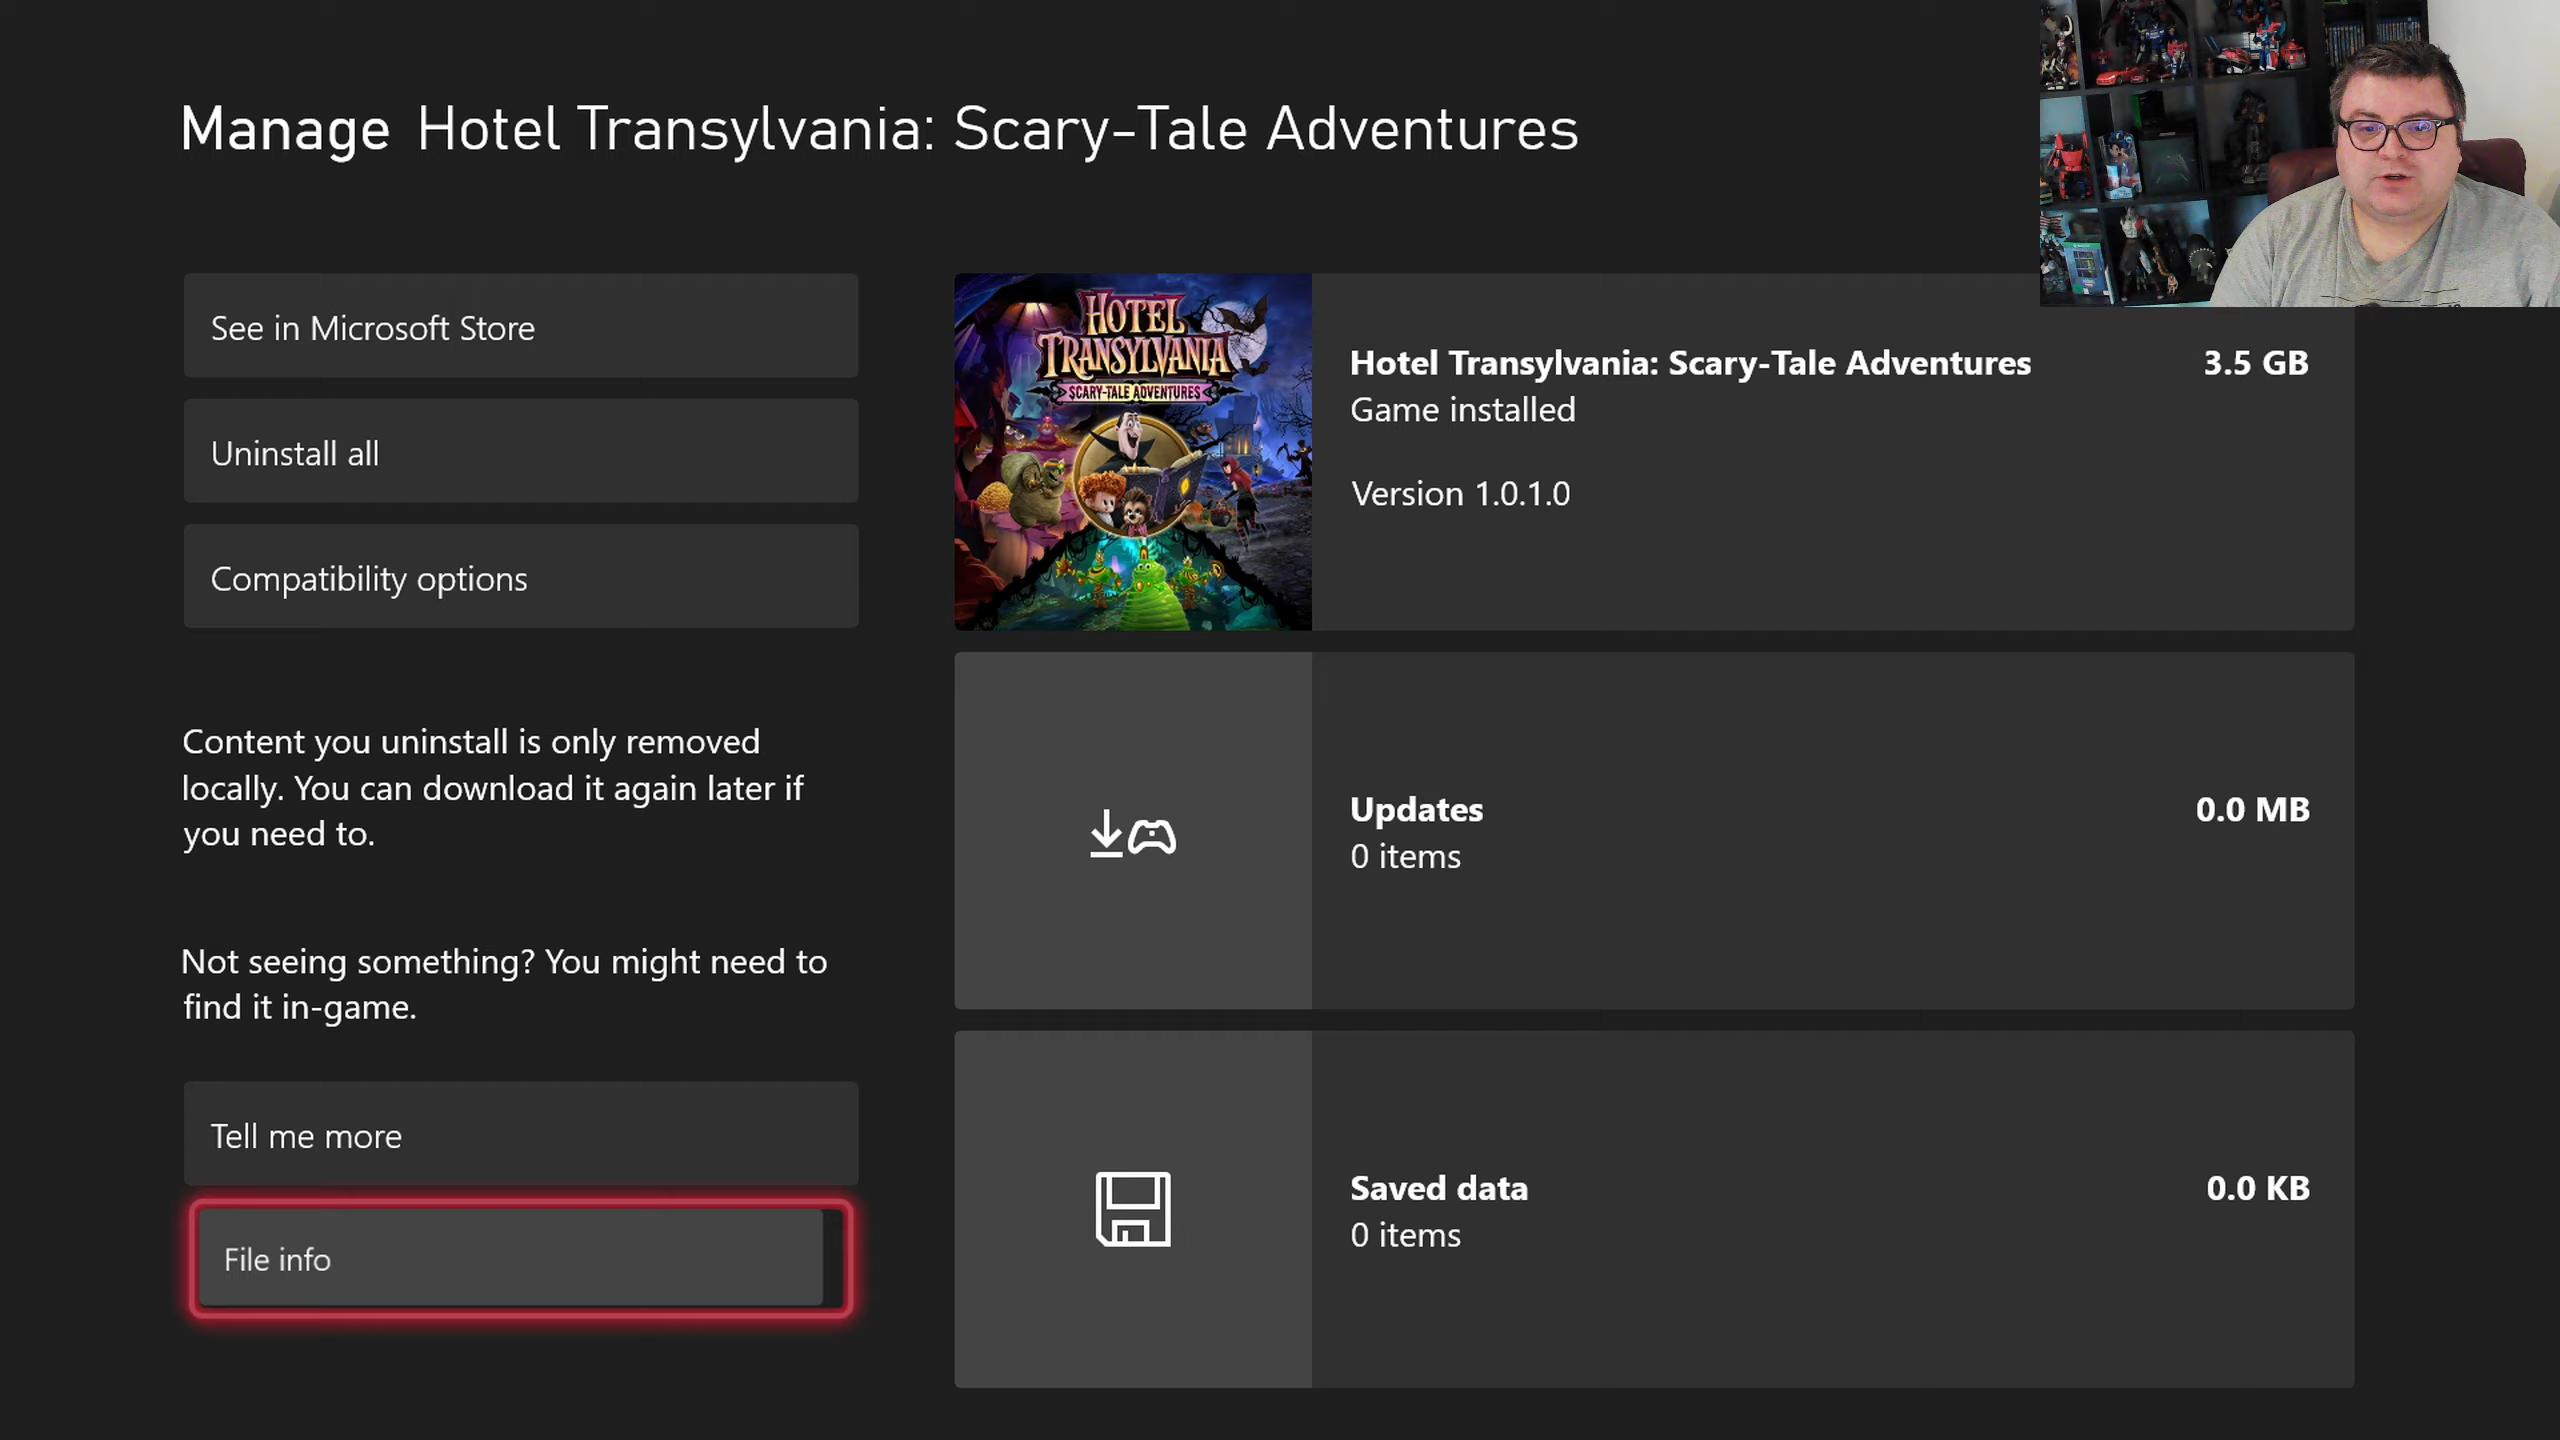 Manage Hotel Transylvania: Scary-Tale Adventures
See in Microsoft Store
Uninstall all
Compatibility options
Content you uninstall is only removed
locally. You can download it again later if
you need to.
Not seeing something? You might need to
find it in-game.
Tell me more
File info
HOTEL
TRANSYLVANIA
SCARY-TALE ADVENTURES
Hotel Transylvania: Scary-Tale Adventures 3.5 GB
Game installed
Version 1.0.1.0
Updates 0.0 MB
0 items
Saved data 0.0 KB
0 items